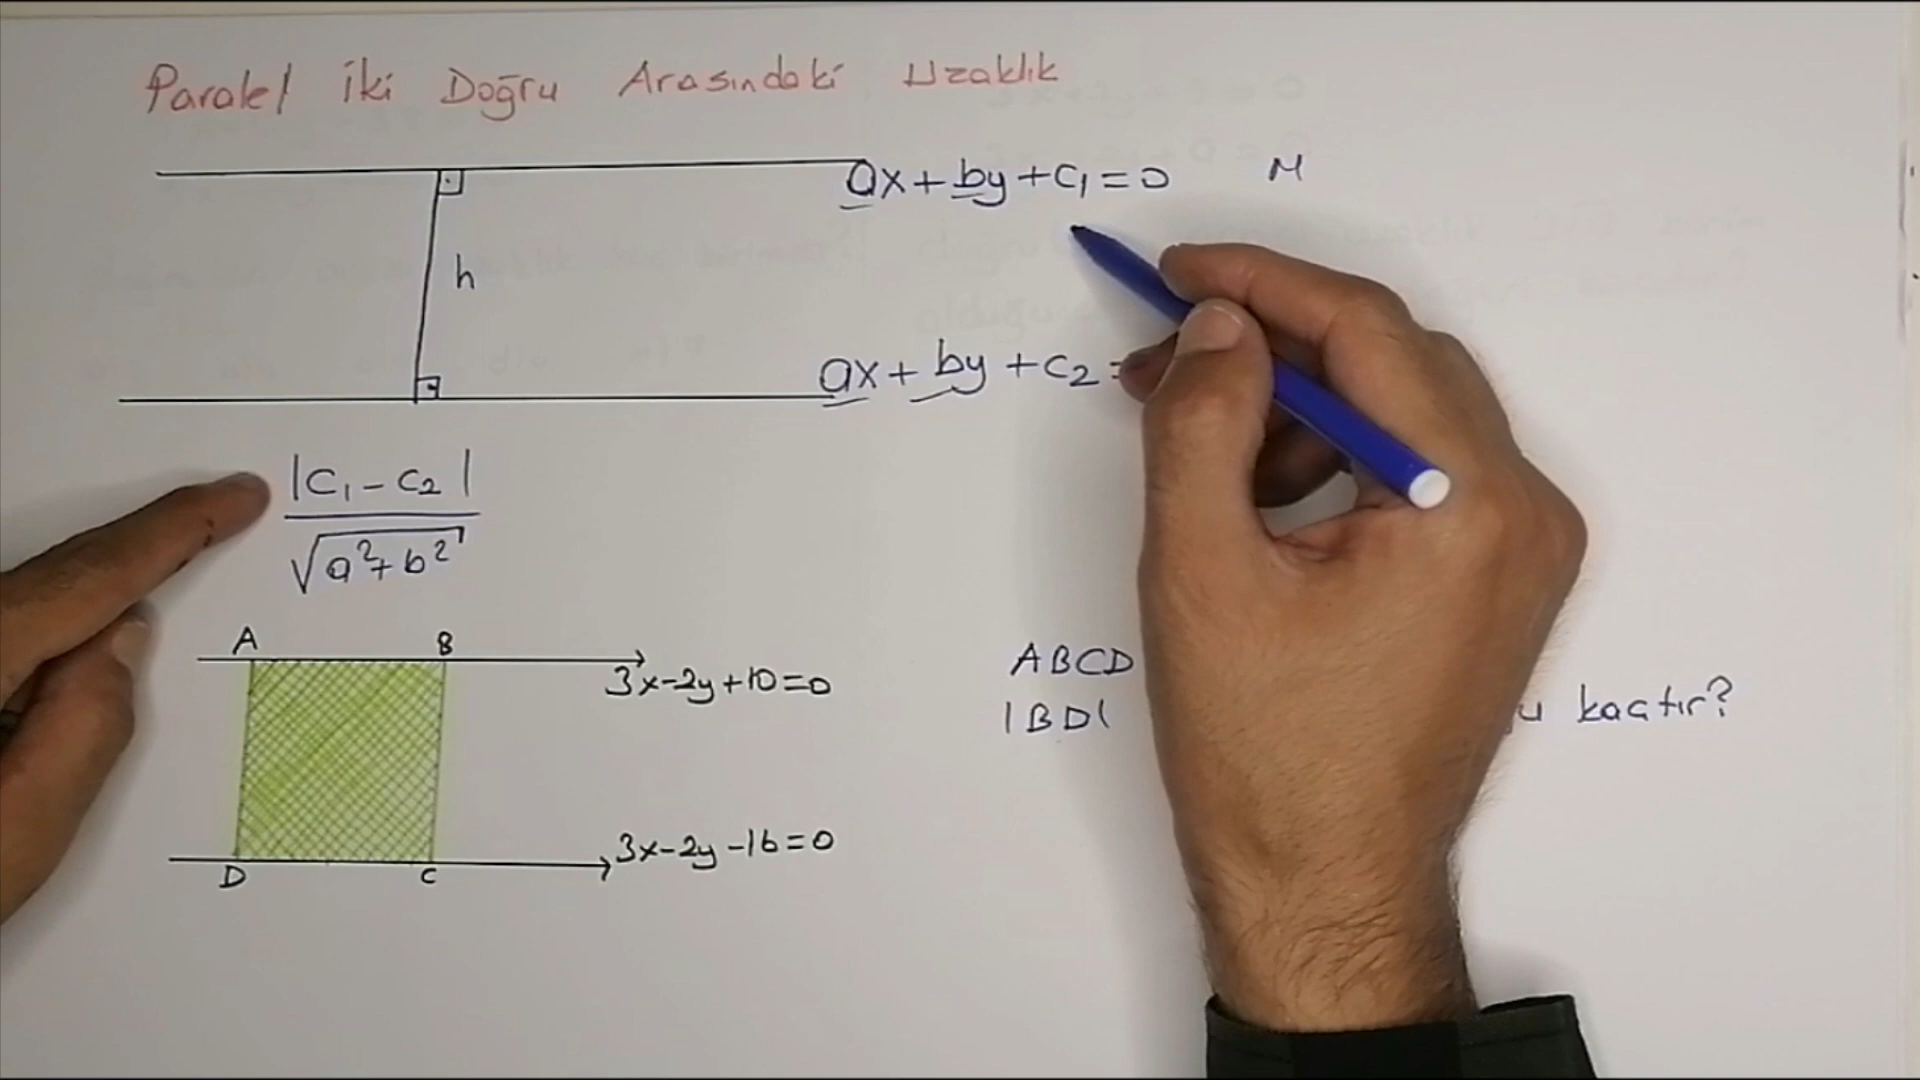 Paralel İki Doğru Arasındaki Uzaklık
ax+by+c₁=0
h
ax+by+c₂
|c₁-c₂|
√a²+b²
A B
3x-2y+10=0
3x-2y-16=0
D C
ABCD
|BD| kaçtır?